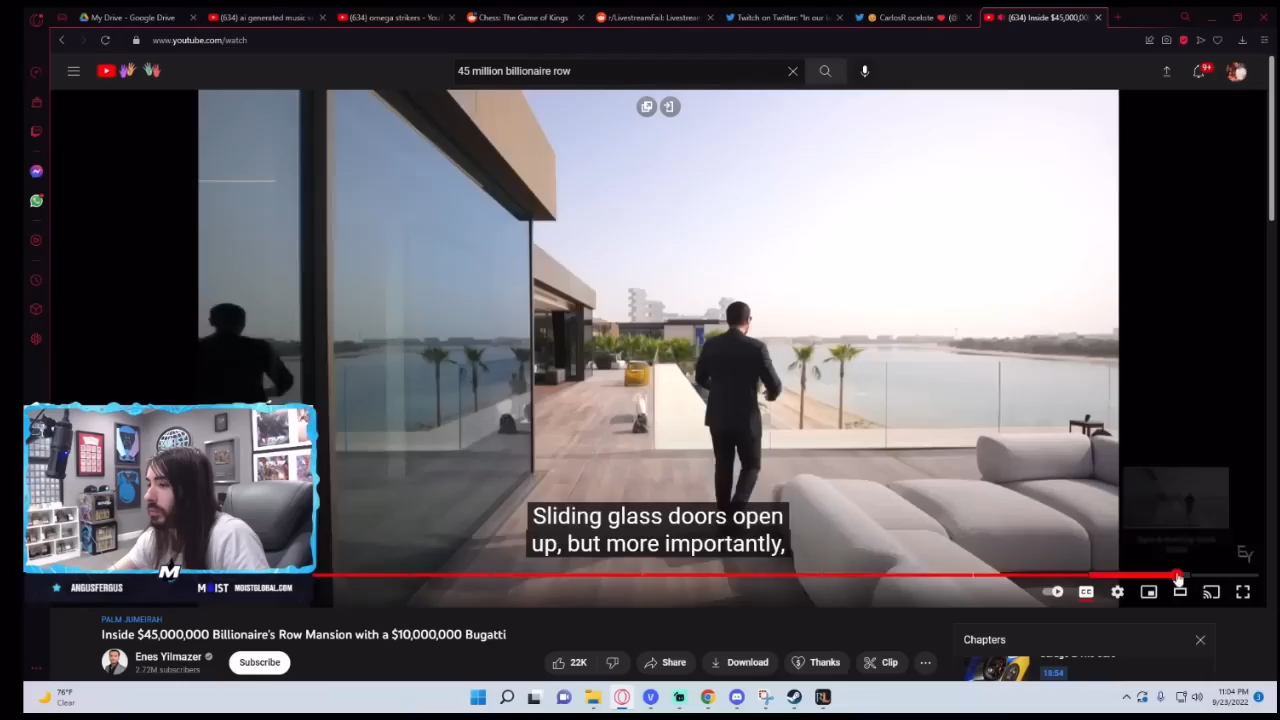 My Drive - Google Drive
(634) ai generated music
(634) omega strikers - You
Chess: The Game of Kings
r/LivestreamFail: Livestream
Twitch on Twitter: "In our
CarlosR ocelote
(634) Inside $45,000,00
www.youtube.com/watch
45 million billionaire row
9+
Sliding glass doors open
up, but more importantly,
EY
CC
M
ANGUSFERGUS
MOIST MOISTGLOBAL.COM
PALM JUMEIRAH
Inside $45,000,000 Billionaire's Row Mansion with a $10,000,000 Bugatti
Chapters
Enes Yilmazer
2.72M subscribers
Subscribe
22K
Share
Download
Thanks
Clip
18:54
76°F
Clear
11:04 PM
9/23/2022